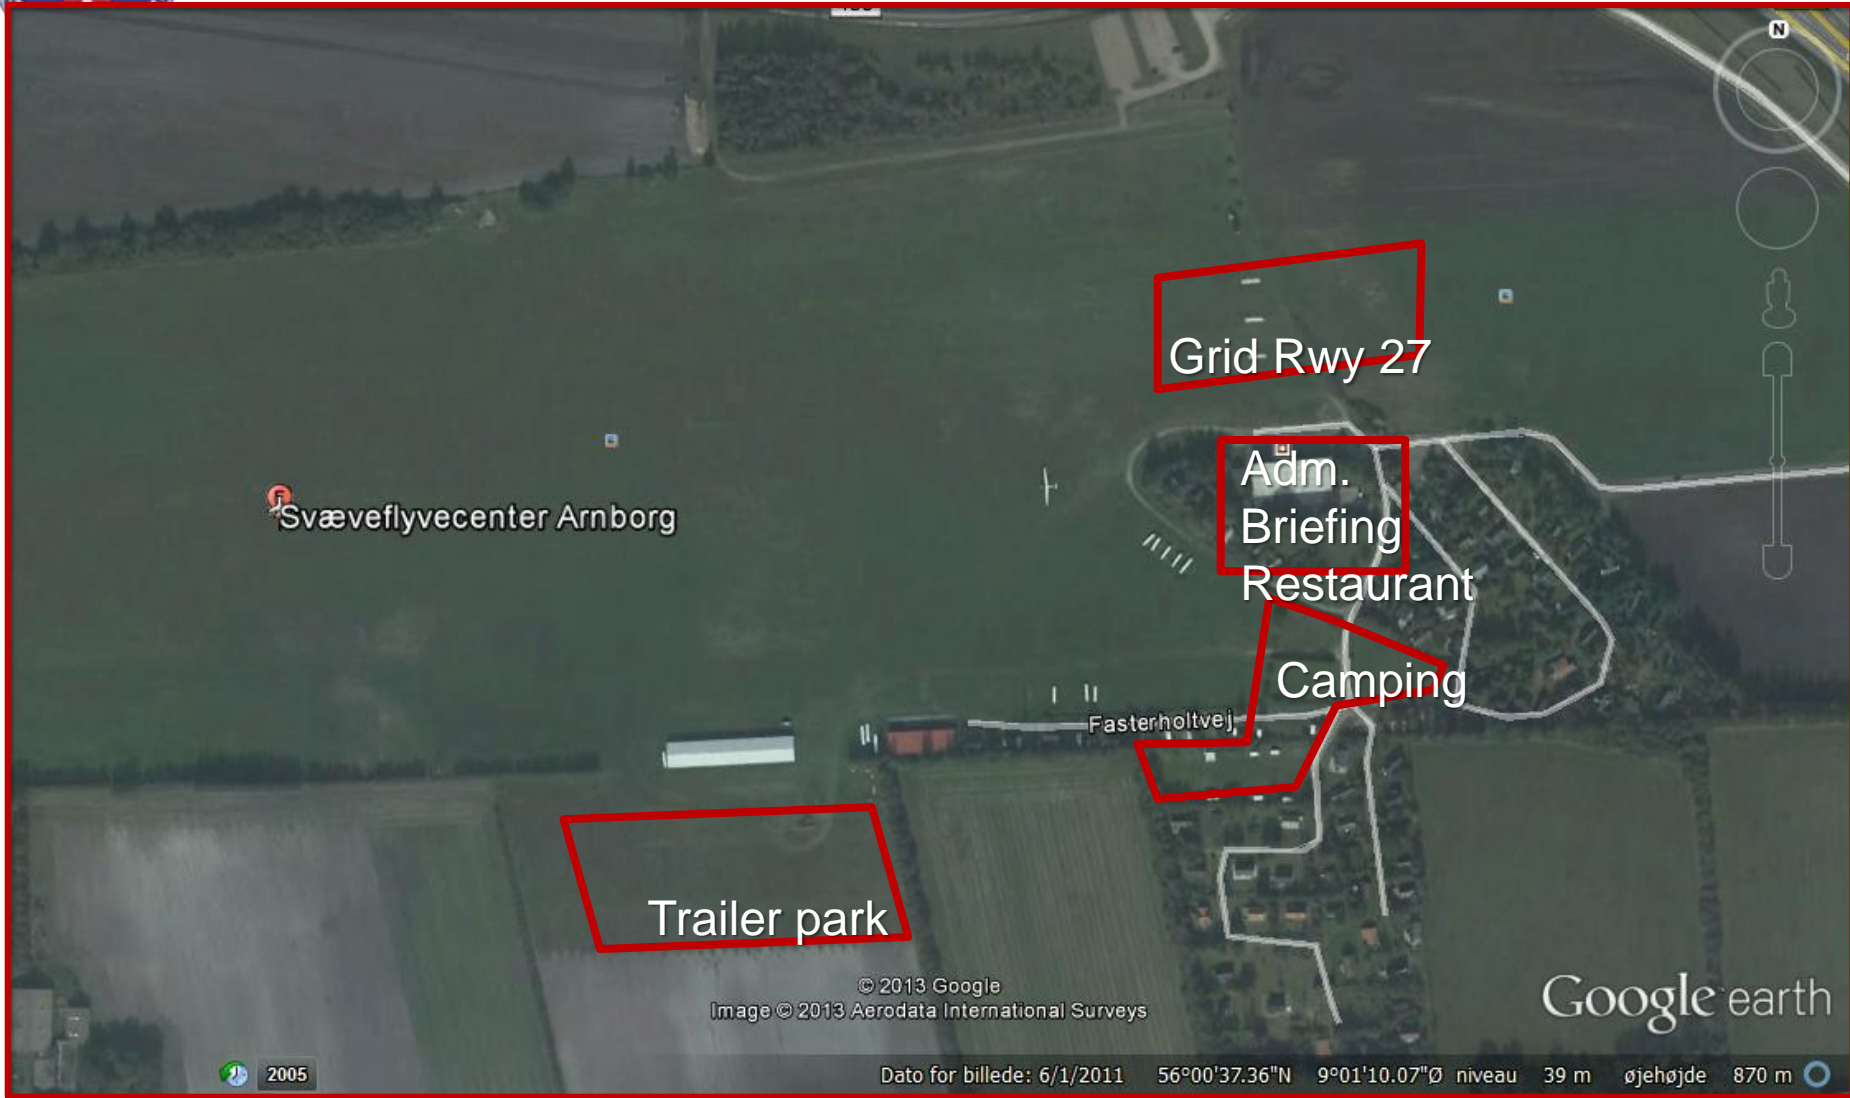 N
Grid Rwy 27
Adm.
Briefing
Restaurant
Svæveflyvecenter Arnborg
Camping
Fasterholtvej
Trailer park
© 2013 Google
Image © 2013 Aerodata International Surveys
Google earth
2005
Dato for billede: 6/1/2011 56°00'37.36"N 9°01'10.07"Ø niveau 39 m øjehøjde 870 m